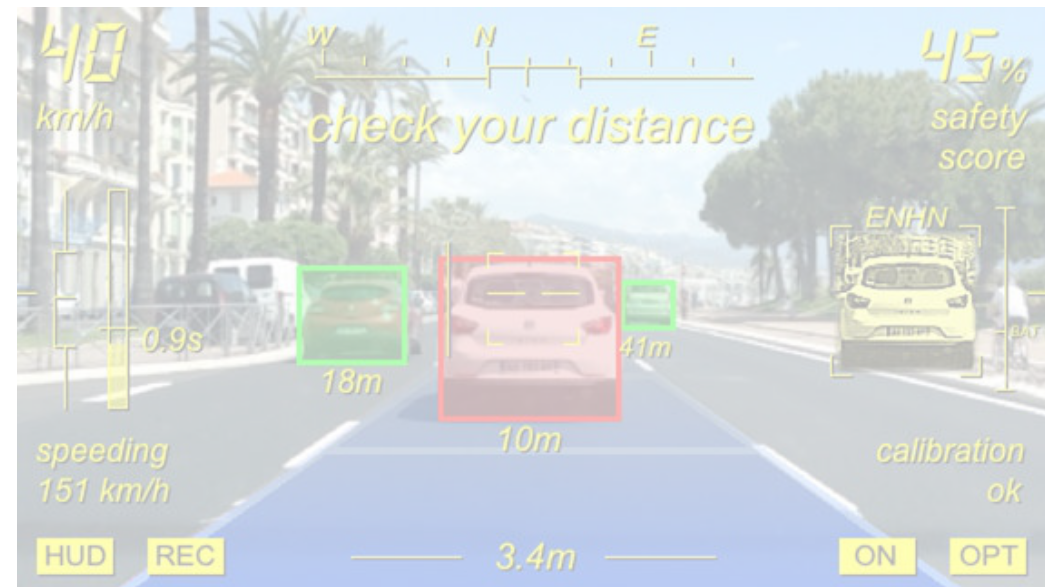 40
km/h
W N E
45%
safety
score
check your distance
ENHN
0.9s
BAT
18m
41m
10m
speeding
151 km/h
calibration
ok
HUD
REC
3.4m
ON
OPT